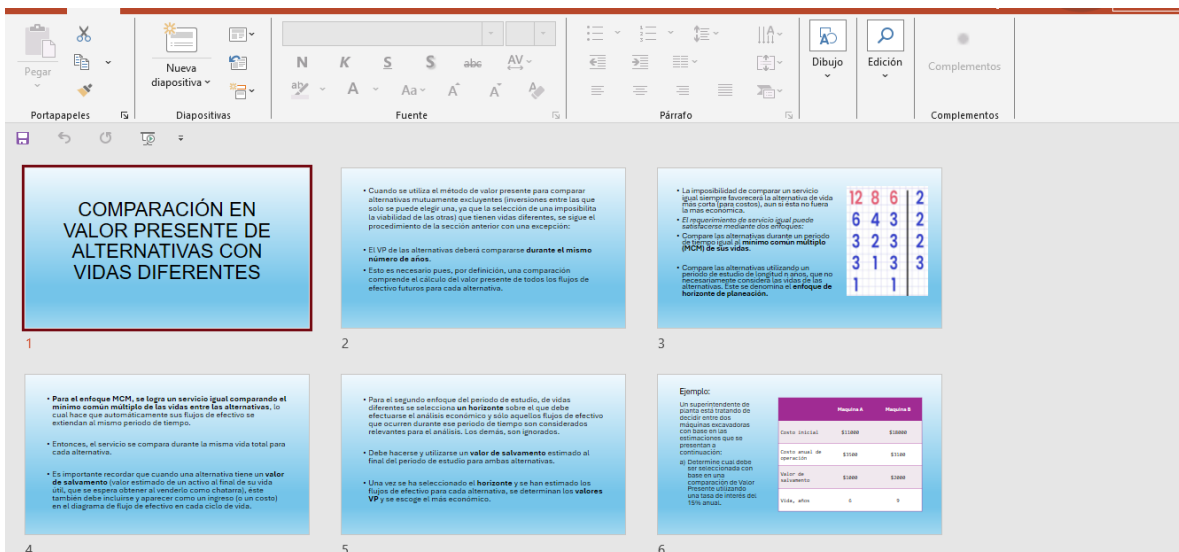 Pegar
Nueva
diapositiva
N K S S abc AV
aby A Aa A A A
Dibujo
Edición
Complementos
Portapapeles
Diapositivas
Fuente
Párrafo
Complementos
COMPARACIÓN EN
VALOR PRESENTE DE
ALTERNATIVAS CON
VIDAS DIFERENTES
1
• Cuando se utiliza el método de valor presente para comparar
alternativas mutuamente excluyentes (inversiones entre las que
solo se puede elegir una, ya que la selección de una imposibilita
la viabilidad de las otras) que tienen vidas diferentes, se sigue el
procedimiento de la sección anterior con una excepción:
• El VP de las alternativas deberá compararse durante el mismo
número de años.
• Esto es necesario pues, por definición, una comparación
comprende el cálculo del valor presente de todos los flujos de
efectivo futuros para cada alternativa.
2
• La imposibilidad de comparar un servicio
igual siempre favorecerá la alternativa de vida
más corta (para costos), aun si ésta no fuera
la más económica.
• El requerimiento de servicio igual puede
satisfacerse mediante dos enfoques:
• Compare las alternativas durante un periodo
de tiempo igual al mínimo común múltiplo
(MCM) de sus vidas.
• Compare las alternativas utilizando un
periodo de estudio de longitud n años, que no
necesariamente considera las vidas de las
alternativas. Éste se denomina el enfoque de
horizonte de planeación.
12 8 6 2
6 4 3 2
3 2 3 2
3 1 3 3
1 1
3
• Para el enfoque MCM, se logra un servicio igual comparando el
mínimo común múltiplo de las vidas entre las alternativas, lo
cual hace que automáticamente sus flujos de efectivo se
extiendan al mismo periodo de tiempo.
• Entonces, el servicio se compara durante la misma vida total para
cada alternativa.
• Es importante recordar que cuando una alternativa tiene un valor
de salvamento (valor estimado de un activo al final de su vida
útil, que se espera obtener al venderlo como chatarra), éste
también debe incluirse y aparecer como un ingreso (o un costo)
en el diagrama de flujo de efectivo en cada ciclo de vida.
4
• Para el segundo enfoque del periodo de estudio, de vidas
diferentes se selecciona un horizonte sobre el que debe
efectuarse el análisis económico y sólo aquellos flujos de efectivo
que ocurren durante ese periodo de tiempo son considerados
relevantes para el análisis. Los demás, son ignorados.
• Debe hacerse y utilizarse un valor de salvamento estimado al
final del periodo de estudio para ambas alternativas.
• Una vez se ha seleccionado el horizonte y se han estimado los
flujos de efectivo para cada alternativa, se determinan los valores
VP y se escoge el más económico.
5
Ejemplo:
Un superintendente de
planta está tratando de
decidir entre dos
máquinas excavadoras
con base en las
estimaciones que se
presentan a
continuación:
a) Determine cuál debe
ser seleccionada con
base en una
comparación de Valor
Presente utilizando
una tasa de interés del
15% anual.
Maquina A Maquina B
Costo inicial $11000 $18000
Costo anual de
operación $3500 $3100
Valor de
salvamento $1000 $2000
Vida, años 6 9
6